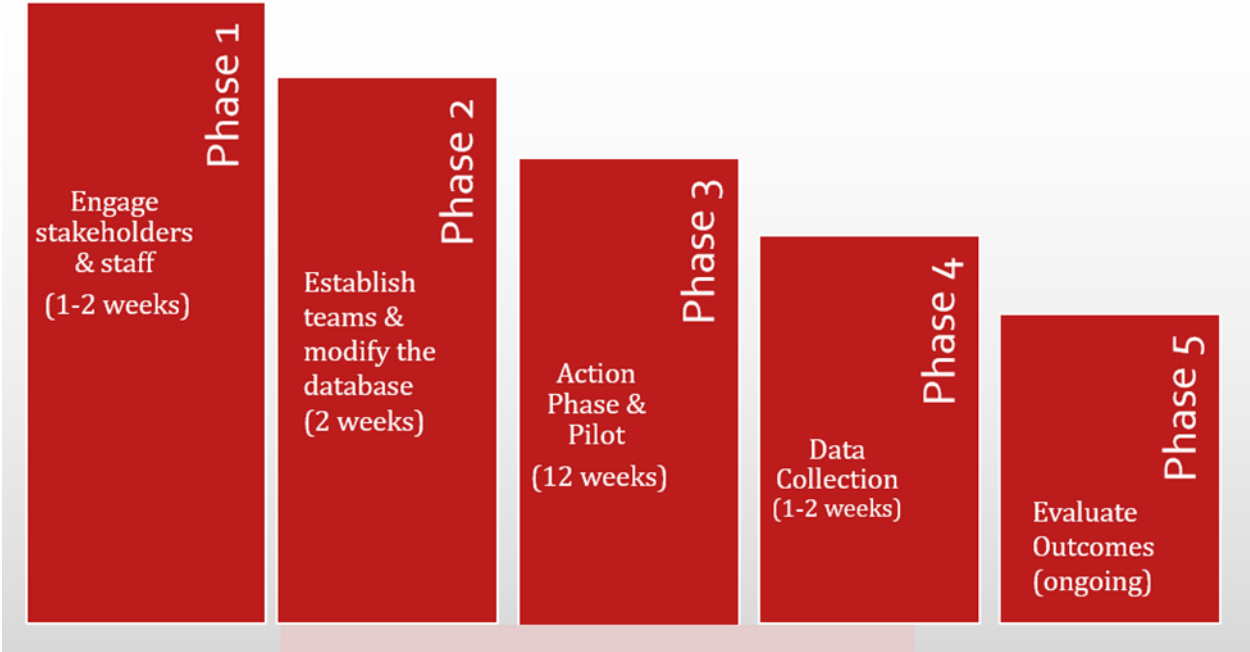 Phase 1
Engage
stakeholders
& staff
(1-2 weeks)
Phase 2
Establish
teams &
modify the
database
(2 weeks)
Phase 3
Action
Phase &
Pilot
(12 weeks)
Phase 4
Data
Collection
(1-2 weeks)
Phase 5
Evaluate
Outcomes
(ongoing)